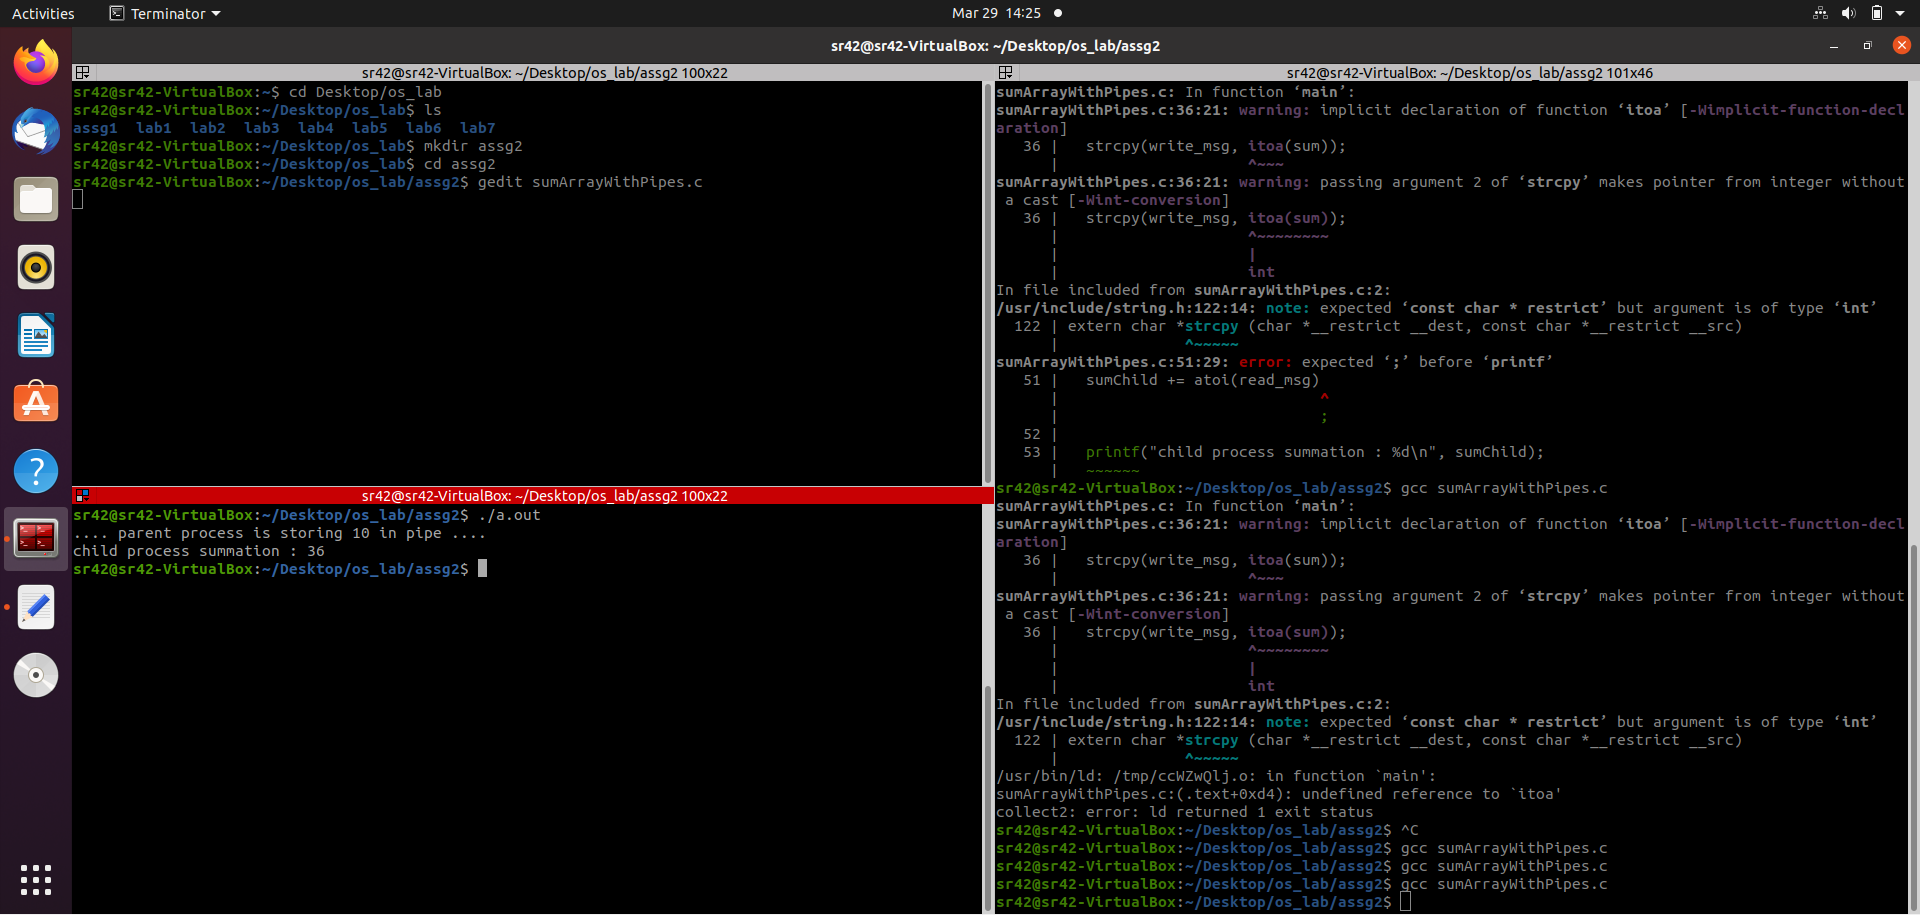 Activities
Terminator
Mar 29 14:25
sr42@sr42-VirtualBox: ~/Desktop/os_lab/assg2
sr42@sr42-VirtualBox: ~/Desktop/os_lab/assg2 100x22
sr42@sr42-VirtualBox:~$ cd Desktop/os_lab
sr42@sr42-VirtualBox:~/Desktop/os_lab$ ls
assg1  lab1  lab2  lab3  lab4  lab5  lab6  lab7
sr42@sr42-VirtualBox:~/Desktop/os_lab$ mkdir assg2
sr42@sr42-VirtualBox:~/Desktop/os_lab$ cd assg2
sr42@sr42-VirtualBox:~/Desktop/os_lab/assg2$ gedit sumArrayWithPipes.c
sr42@sr42-VirtualBox: ~/Desktop/os_lab/assg2 100x22
sr42@sr42-VirtualBox:~/Desktop/os_lab/assg2$ ./a.out
.... parent process is storing 10 in pipe ....
child process summation : 36
sr42@sr42-VirtualBox:~/Desktop/os_lab/assg2$
sr42@sr42-VirtualBox: ~/Desktop/os_lab/assg2 101x46
sumArrayWithPipes.c: In function ‘main’:
sumArrayWithPipes.c:36:21: warning: implicit declaration of function ‘itoa’ [-Wimplicit-function-decl
aration]
   36 |   strcpy(write_msg, itoa(sum));
      |                     ^~~~
sumArrayWithPipes.c:36:21: warning: passing argument 2 of ‘strcpy’ makes pointer from integer without
 a cast [-Wint-conversion]
   36 |   strcpy(write_msg, itoa(sum));
      |                     ^~~~~~~~~
      |                     |
      |                     int
In file included from sumArrayWithPipes.c:2:
/usr/include/string.h:122:14: note: expected ‘const char * restrict’ but argument is of type ‘int’
  122 | extern char *strcpy (char *__restrict __dest, const char *__restrict __src)
      |              ^~~~~~
sumArrayWithPipes.c:51:29: error: expected ‘;’ before ‘printf’
   51 |   sumChild += atoi(read_msg)
      |                             ^
      |                             ;
   52 |
   53 |   printf("child process summation : %d\n", sumChild);
      |   ~~~~~~
sr42@sr42-VirtualBox:~/Desktop/os_lab/assg2$ gcc sumArrayWithPipes.c
sumArrayWithPipes.c: In function ‘main’:
sumArrayWithPipes.c:36:21: warning: implicit declaration of function ‘itoa’ [-Wimplicit-function-decl
aration]
   36 |   strcpy(write_msg, itoa(sum));
      |                     ^~~~
sumArrayWithPipes.c:36:21: warning: passing argument 2 of ‘strcpy’ makes pointer from integer without
 a cast [-Wint-conversion]
   36 |   strcpy(write_msg, itoa(sum));
      |                     ^~~~~~~~~
      |                     |
      |                     int
In file included from sumArrayWithPipes.c:2:
/usr/include/string.h:122:14: note: expected ‘const char * restrict’ but argument is of type ‘int’
  122 | extern char *strcpy (char *__restrict __dest, const char *__restrict __src)
      |              ^~~~~~
/usr/bin/ld: /tmp/ccWZwQlj.o: in function `main':
sumArrayWithPipes.c:(.text+0xd4): undefined reference to `itoa'
collect2: error: ld returned 1 exit status
sr42@sr42-VirtualBox:~/Desktop/os_lab/assg2$ ^C
sr42@sr42-VirtualBox:~/Desktop/os_lab/assg2$ gcc sumArrayWithPipes.c
sr42@sr42-VirtualBox:~/Desktop/os_lab/assg2$ gcc sumArrayWithPipes.c
sr42@sr42-VirtualBox:~/Desktop/os_lab/assg2$ gcc sumArrayWithPipes.c
sr42@sr42-VirtualBox:~/Desktop/os_lab/assg2$